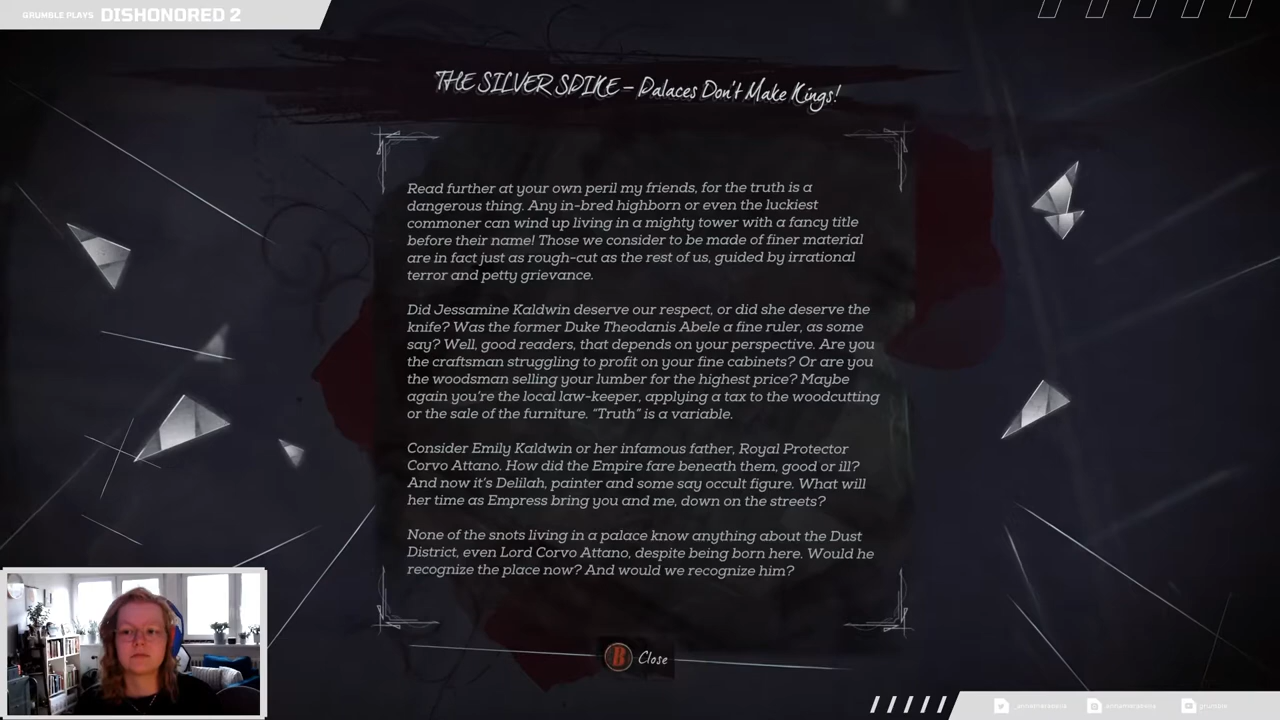 GRUMBLE PLAYS DISHONORED 2
THE SILVER SPIKE – Palaces Don't Make Kings!
Read further at your own peril my friends, for the truth is a
dangerous thing. Any in-bred highborn or even the luckiest
commoner can wind up living in a mighty tower with a fancy title
before their name! Those we consider to be made of finer material
are in fact just as rough-cut as the rest of us, guided by irrational
terror and petty grievance.
Did Jessamine Kaldwin deserve our respect, or did she deserve the
knife? Was the former Duke Theodanis Abele a fine ruler, as some
say? Well, good readers, that depends on your perspective. Are you
the craftsman struggling to profit on your fine cabinets? Or are you
the woodsman selling your lumber for the highest price? Maybe
again you're the local law-keeper, applying a tax to the woodcutting
or the sale of the furniture. "Truth" is a variable.
Consider Emily Kaldwin or her infamous father, Royal Protector
Corvo Attano. How did the Empire fare beneath them, good or ill?
And now it's Delilah, painter and some say occult figure. What will
her time as Empress bring you and me, down on the streets?
None of the snots living in a palace know anything about the Dust
District, even Lord Corvo Attano, despite being born here. Would he
recognize the place now? And would we recognize him?
B Close